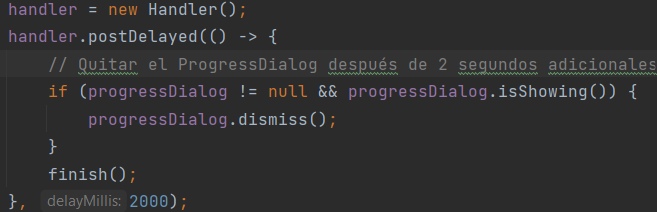 handler = new Handler();
handler.postDelayed(() -> {
// Quitar el ProgressDialog después de 2 segundos adicionales
if (progressDialog != null && progressDialog.isShowing()) {
progressDialog.dismiss();
}
finish();
}, delayMillis: 2000);